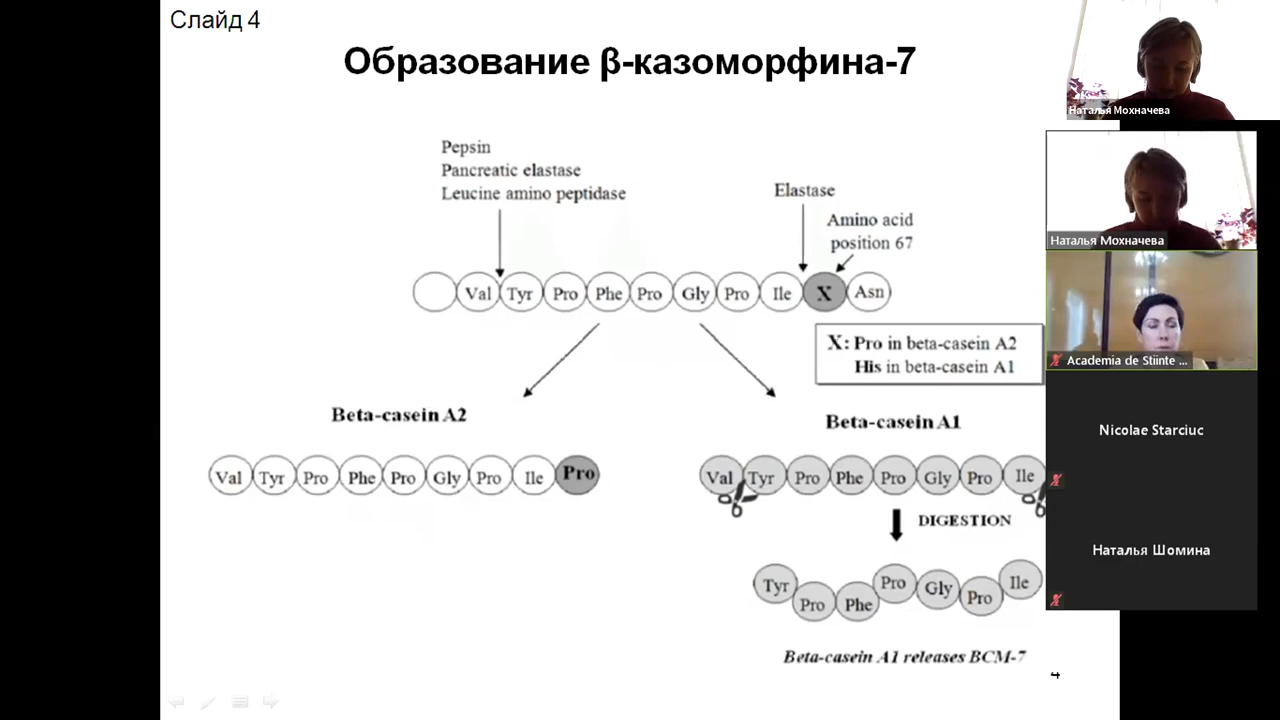 Слайд 4
Образование β-казоморфина-7
Pepsin
Pancreatic elastase
Leucine amino peptidase
Elastase
Amino acid
position 67
Val Tyr Pro Phe Pro Gly Pro Ile X Asn
X: Pro in beta-casein A2
His in beta-casein A1
Beta-casein A2
Beta-casein A1
Val Tyr Pro Phe Pro Gly Pro Ile Pro
Val Tyr Pro Phe Pro Gly Pro Ile
DIGESTION
Tyr Pro Phe Pro Gly Pro Ile
Beta-casein A1 releases BCM-7
4
Наталья Мохначева
Наталья Мохначева
Academia de Stiinte ...
Nicolae Starciuc
Наталья Шомина